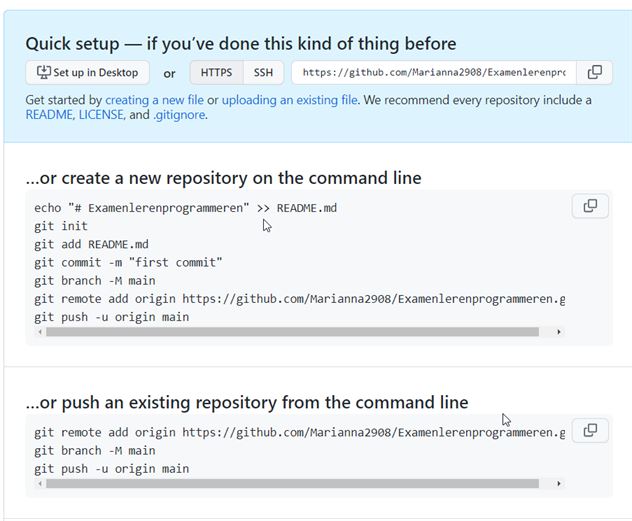 Quick setup — if you’ve done this kind of thing before
Set up in Desktop or HTTPS SSH https://github.com/Marianna2908/Examenlerenpro
Get started by creating a new file or uploading an existing file. We recommend every repository include a
README, LICENSE, and .gitignore.
…or create a new repository on the command line
echo "# Examenlerenprogrammeren" >> README.md
git init
git add README.md
git commit -m "first commit"
git branch -M main
git remote add origin https://github.com/Marianna2908/Examenlerenprogrammeren.g
git push -u origin main
…or push an existing repository from the command line
git remote add origin https://github.com/Marianna2908/Examenlerenprogrammeren.g
git branch -M main
git push -u origin main